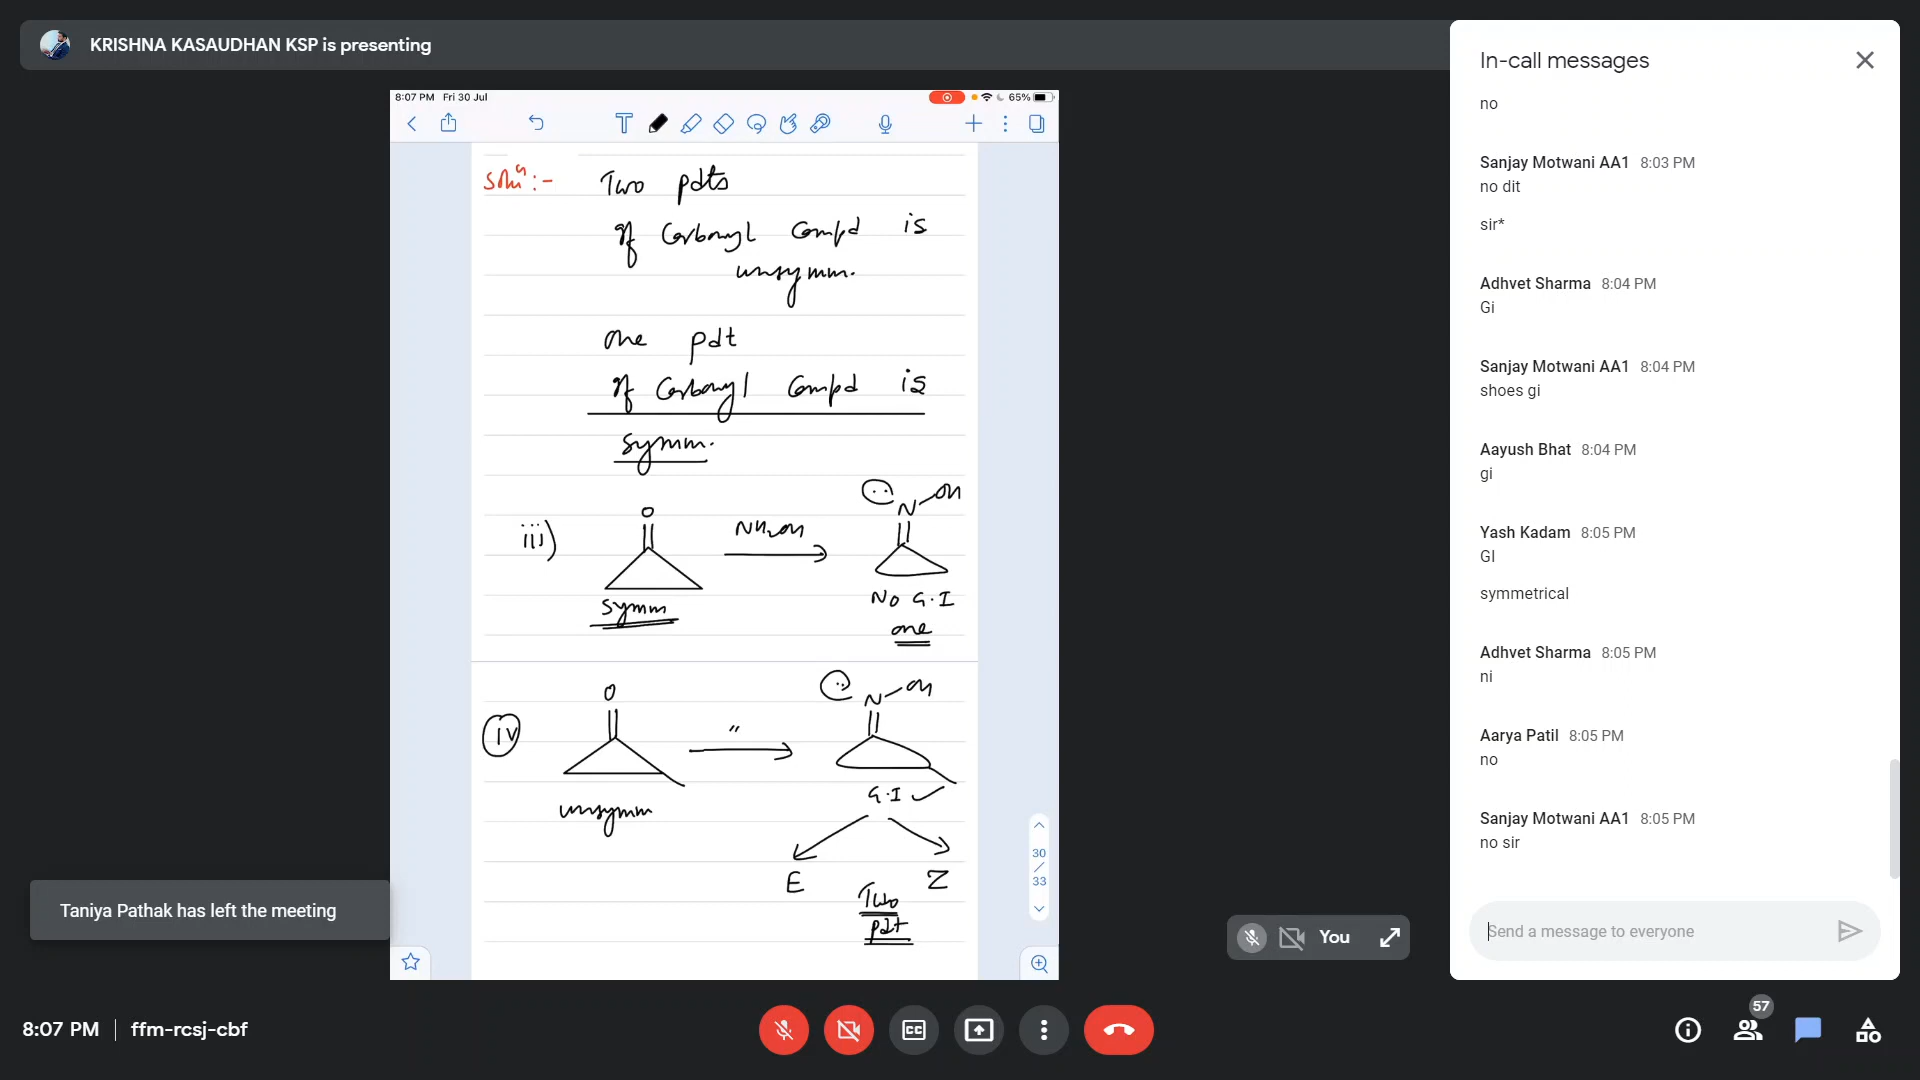 KRISHNA KASAUDHAN KSP is presenting
8:07 PM Fri 30 Jul
65%
T
Soln :-
Two pdts
If Carbonyl Compd is
unsymm.
one pdt
If Carbonyl Compd is
symm.
iii)
O
NH2OH
N-OH
symm
No G.I
one
iv
O
"
N-OH
unsymm
G.I ✓
E
Z
Two
pdt
30
33
Taniya Pathak has left the meeting
You
8:07 PM | ffm-rcsj-cbf
CC
57
In-call messages
no
Sanjay Motwani AA1 8:03 PM
no dit
sir*
Adhvet Sharma 8:04 PM
Gi
Sanjay Motwani AA1 8:04 PM
shoes gi
Aayush Bhat 8:04 PM
gi
Yash Kadam 8:05 PM
GI
symmetrical
Adhvet Sharma 8:05 PM
ni
Aarya Patil 8:05 PM
no
Sanjay Motwani AA1 8:05 PM
no sir
Send a message to everyone